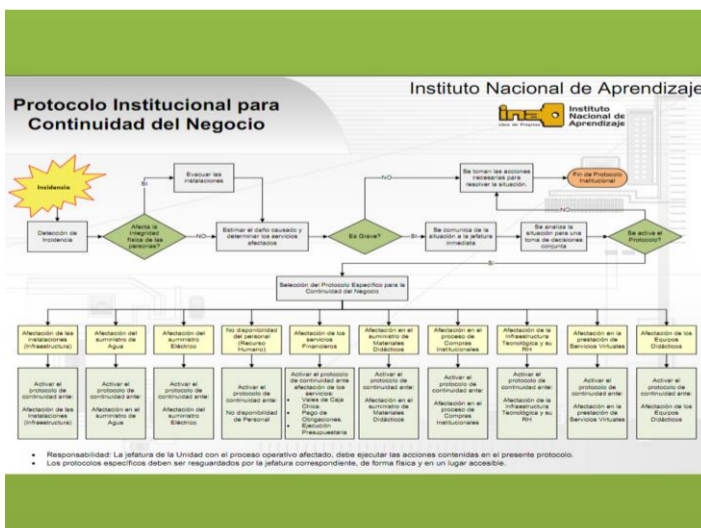 Instituto Nacional de Aprendizaje
Protocolo Institucional para
Continuidad del Negocio
ina
Instituto
Nacional de
Aprendizaje
Incidencia
Detección de
Incidencia
Afecta la
integridad
física de las
personas?
SI
NO
Evacuar las
instalaciones
Estimar el daño causado y
determinar los servicios
afectados
Es Grave?
NO
SI
Se toman las acciones
necesarias para
resolver la situación.
Fin de Protocolo
Institucional
Se comunica de la
situación a la jefatura
inmediata
Se analiza la
situación para una
toma de decisiones
conjunta
NO
Se activa el
Protocolo?
SI
Selección del Protocolo Específico para la
Continuidad del Negocio
Afectación de las
instalaciones
(Infraestructura)
Afectación del
suministro de
Agua
Afectación del
suministro
Eléctrico
No disponibilidad
del personal
(Recurso
Humano)
Afectación de los
servicios
Financieros
Afectación en el
suministro de
Materiales
Didácticos
Afectación en el
proceso de
Compras
Institucionales
Afectación de la
Infraestructura
Tecnológica y su
RH
Afectación en la
prestación de
Servicios Virtuales
Afectación de los
Equipos
Didácticos
Activar el
protocolo de
continuidad ante:
Afectación de las
Instalaciones
(Infraestructura)
Activar el
protocolo de
continuidad ante:
Afectación en el
suministro de
Agua
Activar el
protocolo de
continuidad ante:
Afectación del
suministro
Eléctrico
Activar el
protocolo de
continuidad ante:
No disponibilidad
de Personal
Activar el protocolo
de continuidad ante
afectación de los
servicios:
• Vales de Caja
Chica.
• Pago de
Obligaciones.
• Ejecución
Presupuestaria
Activar el
protocolo de
continuidad ante:
Afectación en el
suministro de
Materiales
Didácticos
Activar el
protocolo de
continuidad ante:
Afectación en el
proceso de
Compras
Institucionales
Activar el
protocolo de
continuidad ante:
Afectación de la
Infraestructura
Tecnológica y su
RH
Activar el
protocolo de
continuidad ante:
Afectación en la
prestación de
Servicios Virtuales
Activar el
protocolo de
continuidad ante:
Afectación de los
Equipos
Didácticos
• Responsabilidad: La jefatura de la Unidad con el proceso operativo afectado, debe ejecutar las acciones contenidas en el presente protocolo.
• Los protocolos específicos deben ser resguardados por la jefatura correspondiente, de forma física y en un lugar accesible.